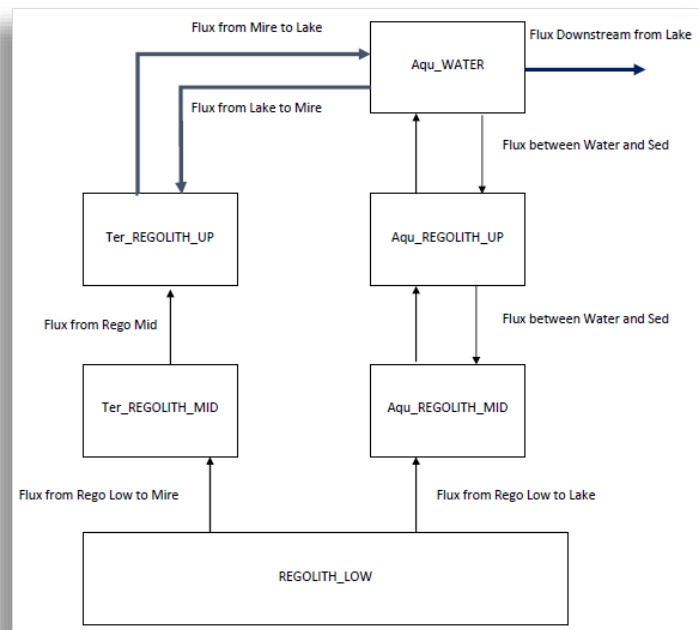 Flux from Mire to Lake
Flux Downstream from Lake
Aqu_WATER
Flux from Lake to Mire
Flux between Water and Sed
Ter_REGOLITH_UP
Aqu_REGOLITH_UP
Flux from Rego Mid
Flux between Water and Sed
Ter_REGOLITH_MID
Aqu_REGOLITH_MID
Flux from Rego Low to Mire
Flux from Rego Low to Lake
REGOLITH_LOW